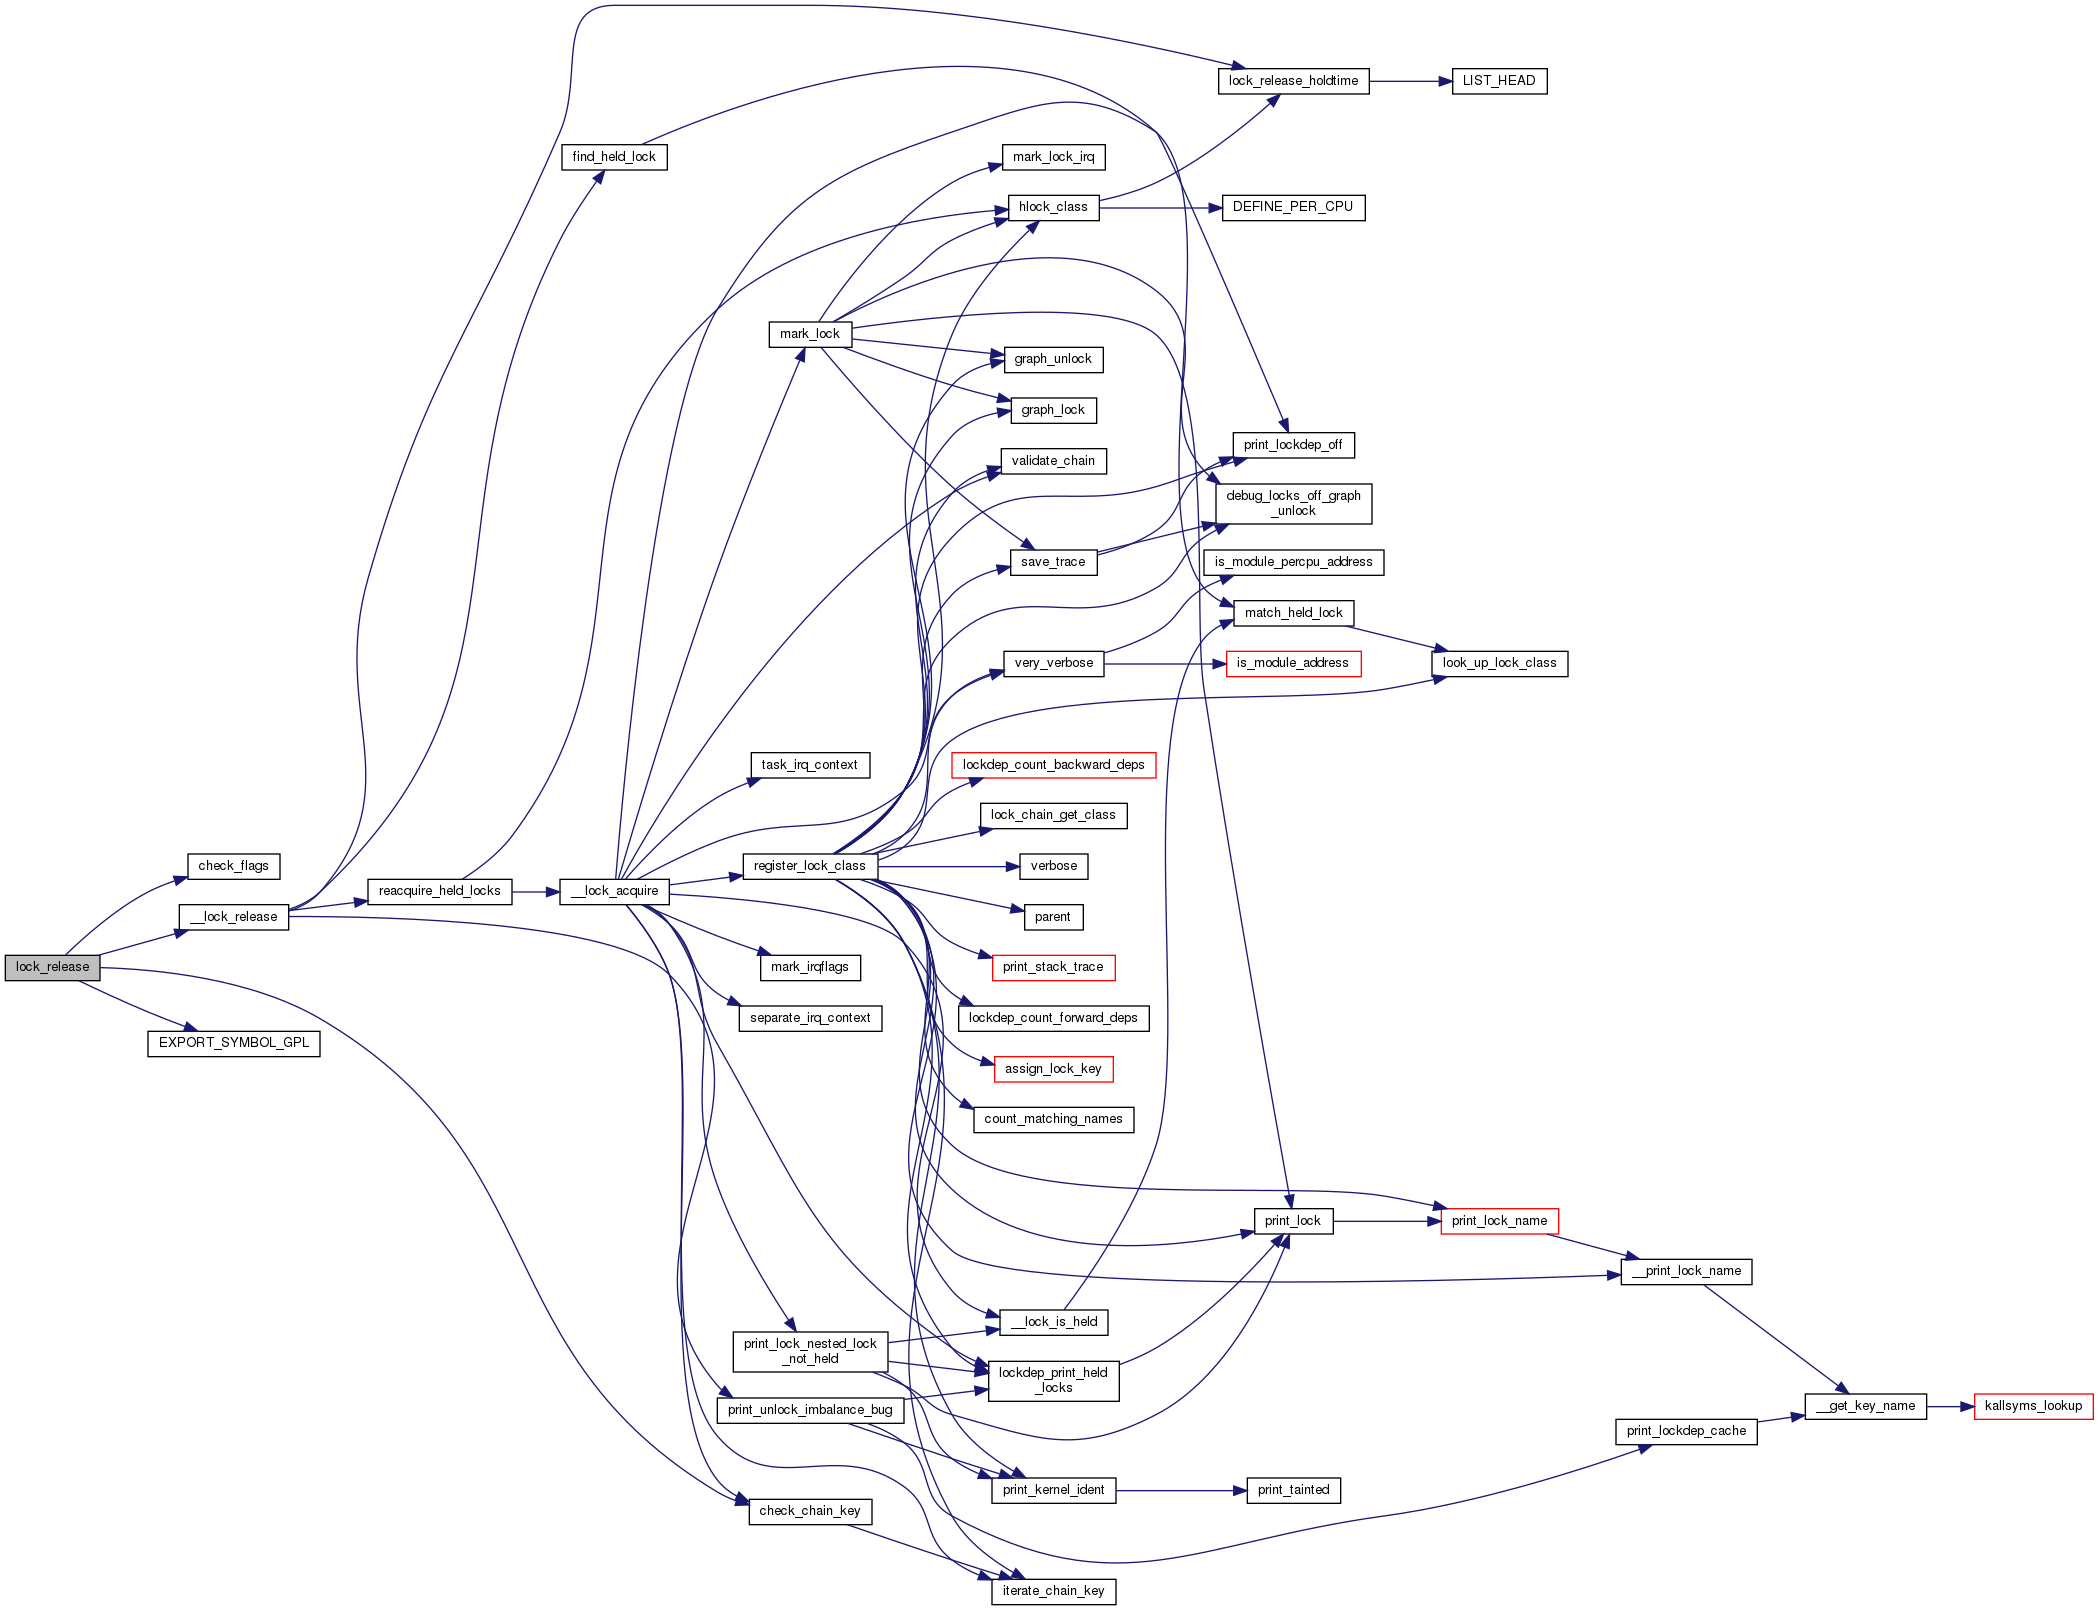 lock_release
check_flags
__lock_release
EXPORT_SYMBOL_GPL
reacquire_held_locks
find_held_lock
__lock_acquire
mark_lock
task_irq_context
register_lock_class
mark_irqflags
separate_irq_context
print_lock_nested_lock
_not_held
print_unlock_imbalance_bug
check_chain_key
mark_lock_irq
hlock_class
graph_unlock
graph_lock
validate_chain
save_trace
very_verbose
lockdep_count_backward_deps
lock_chain_get_class
verbose
parent
print_stack_trace
lockdep_count_forward_deps
assign_lock_key
count_matching_names
__lock_is_held
lockdep_print_held
_locks
print_kernel_ident
iterate_chain_key
lock_release_holdtime
DEFINE_PER_CPU
print_lockdep_off
debug_locks_off_graph
_unlock
is_module_percpu_address
match_held_lock
is_module_address
print_lock
print_tainted
LIST_HEAD
look_up_lock_class
print_lock_name
__print_lock_name
print_lockdep_cache
__get_key_name
kallsyms_lookup